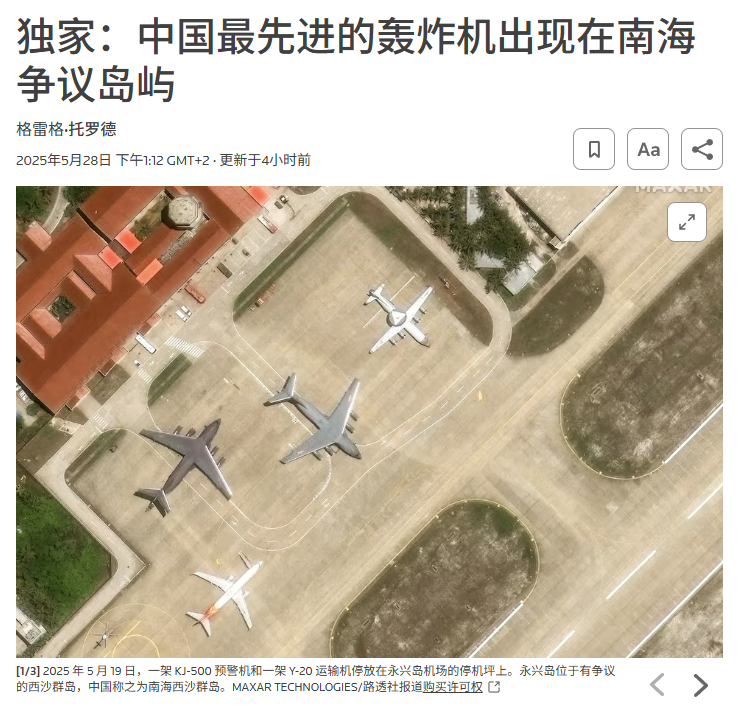 独家：中国最先进的轰炸机出现在南海
争议岛屿
格雷格·托罗德
2025年5月28日 下午1:12 GMT+2 · 更新于4小时前
Aa
MAXAR
[1/3] 2025 年 5 月 19 日，一架 KJ-500 预警机和一架 Y-20 运输机停放在永兴岛机场的停机坪上。永兴岛位于有争议
的西沙群岛，中国称之为南海西沙群岛。MAXAR TECHNOLOGIES/路透社报道购买许可权